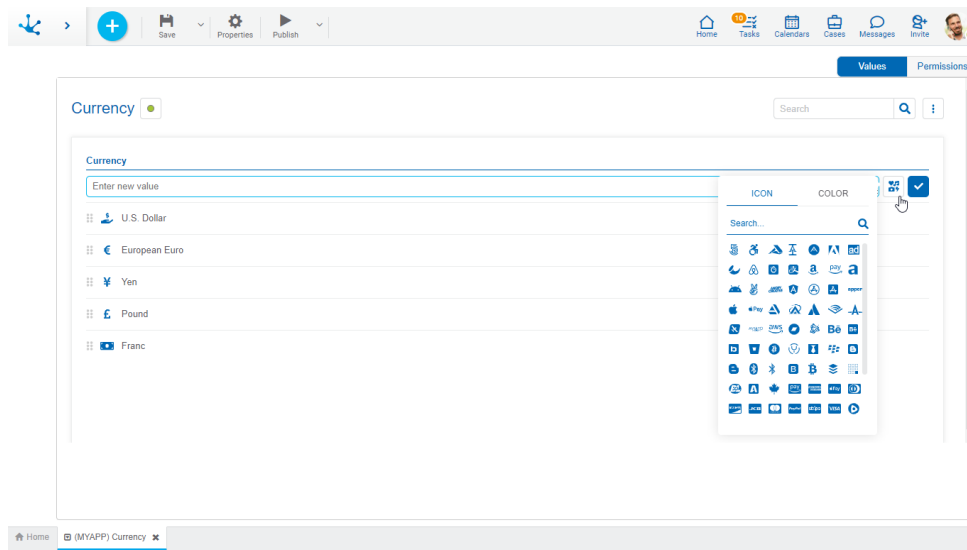 Save
Properties
Publish
Home
10
Tasks
Calendars
Cases
Messages
Invite
Values
Permissions
Currency
Search
Currency
Enter new value
ICON
COLOR
Search...
U.S. Dollar
European Euro
Yen
Pound
Franc
Home
(MYAPP) Currency